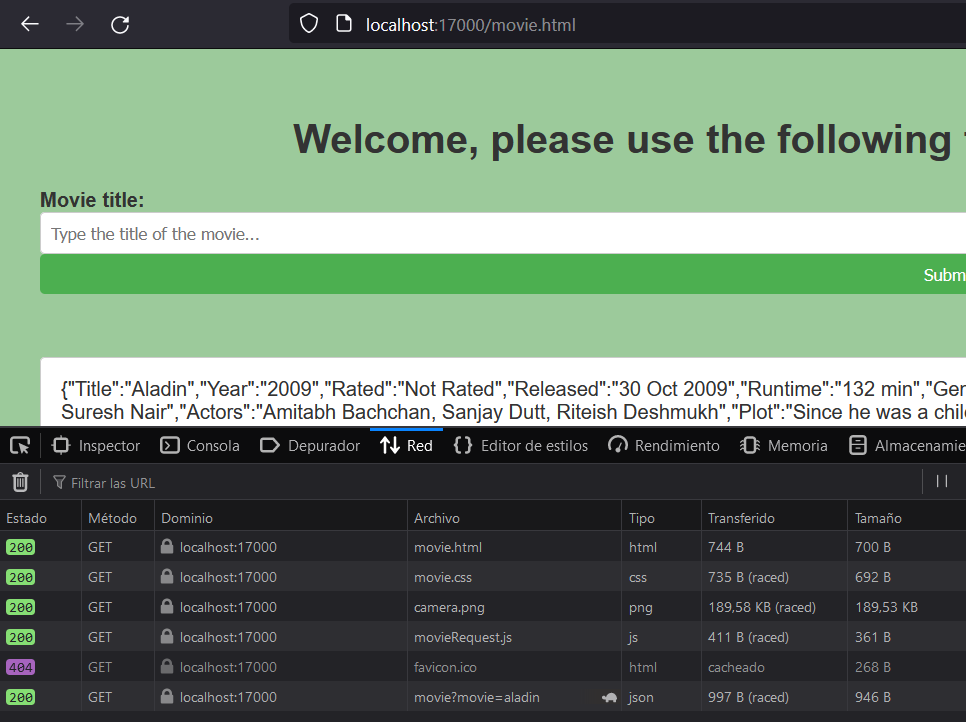 localhost:17000/movie.html
Welcome, please use the following
Movie title:
Type the title of the movie...
Subm
{"Title":"Aladin","Year":"2009","Rated":"Not Rated","Released":"30 Oct 2009","Runtime":"132 min","Ger
Suresh Nair","Actors":"Amitabh Bachchan, Sanjay Dutt, Riteish Deshmukh","Plot":"Since he was a chil
Inspector Consola Depurador Red Editor de estilos Rendimiento Memoria Almacenamie
Filtrar las URL
Estado Método Dominio Archivo Tipo Transferido Tamaño
200 GET localhost:17000 movie.html html 744 B 700 B
200 GET localhost:17000 movie.css css 735 B (raced) 692 B
200 GET localhost:17000 camera.png png 189,58 KB (raced) 189,53 KB
200 GET localhost:17000 movieRequest.js js 411 B (raced) 361 B
404 GET localhost:17000 favicon.ico html cacheado 268 B
200 GET localhost:17000 movie?movie=aladin json 997 B (raced) 946 B